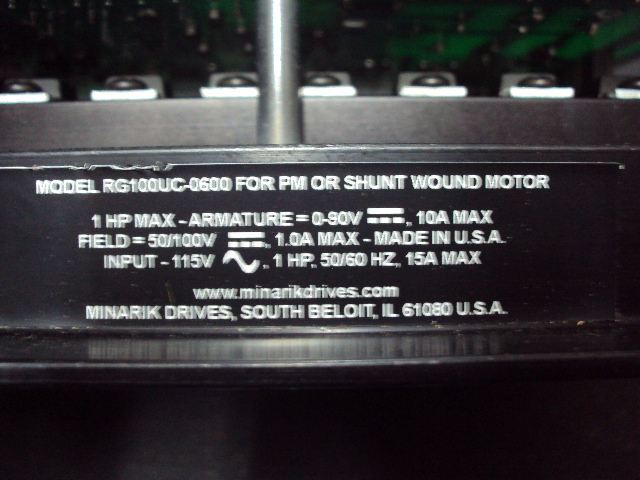 MODEL RG100UC-0600 FOR PM OR SHUNT WOUND MOTOR
1 HP MAX - ARMATURE = 0-90V ⎓, 10A MAX
FIELD = 50/100V ⎓, 1.0A MAX - MADE IN U.S.A.
INPUT - 115V ∿, 1 HP, 50/60 HZ, 15A MAX
www.minarikdrives.com
MINARIK DRIVES, SOUTH BELOIT, IL 61080 U.S.A.